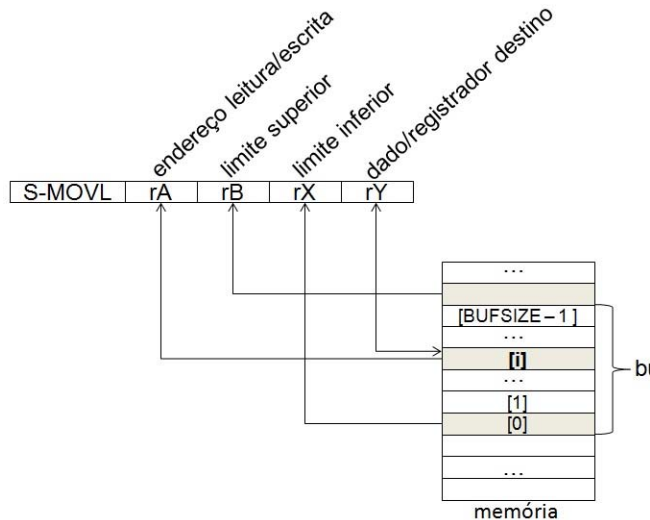 endereço leitura/escrita
limite superior
limite inferior
dado/registrador destino
S-MOVL rA rB rX rY
...
[BUFSIZE – 1 ]
...
[i]
...
[1]
[0]
...
memória